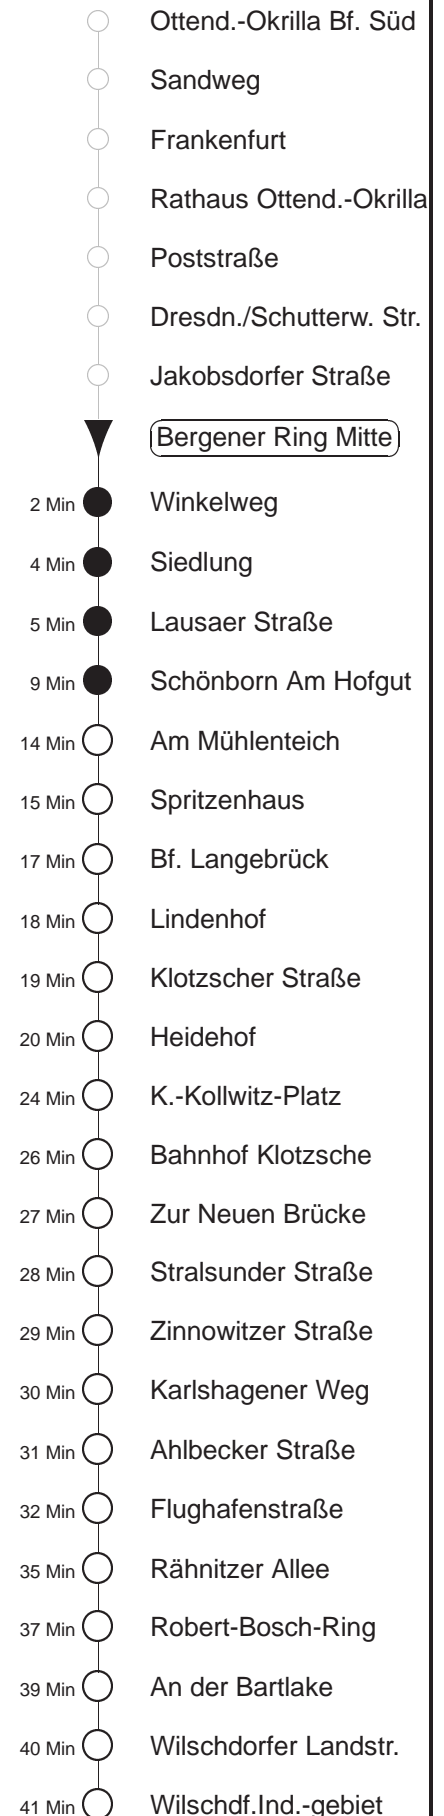 Ottend.-Okrilla Bf. Süd
Sandweg
Frankenfurt
Rathaus Ottend.-Okrilla
Poststraße
Dresdn./Schutterw. Str.
Jakobsdorfer Straße
Bergener Ring Mitte
2 Min Winkelweg
4 Min Siedlung
5 Min Lausaer Straße
9 Min Schönborn Am Hofgut
14 Min Am Mühlenteich
15 Min Spritzenhaus
17 Min Bf. Langebrück
18 Min Lindenhof
19 Min Klotzscher Straße
20 Min Heidehof
24 Min K.-Kollwitz-Platz
26 Min Bahnhof Klotzsche
27 Min Zur Neuen Brücke
28 Min Stralsunder Straße
29 Min Zinnowitzer Straße
30 Min Karlshagener Weg
31 Min Ahlbecker Straße
32 Min Flughafenstraße
35 Min Rähnitzer Allee
37 Min Robert-Bosch-Ring
39 Min An der Bartlake
40 Min Wilschdorfer Landstr.
41 Min Wilschdf.Ind.-gebiet